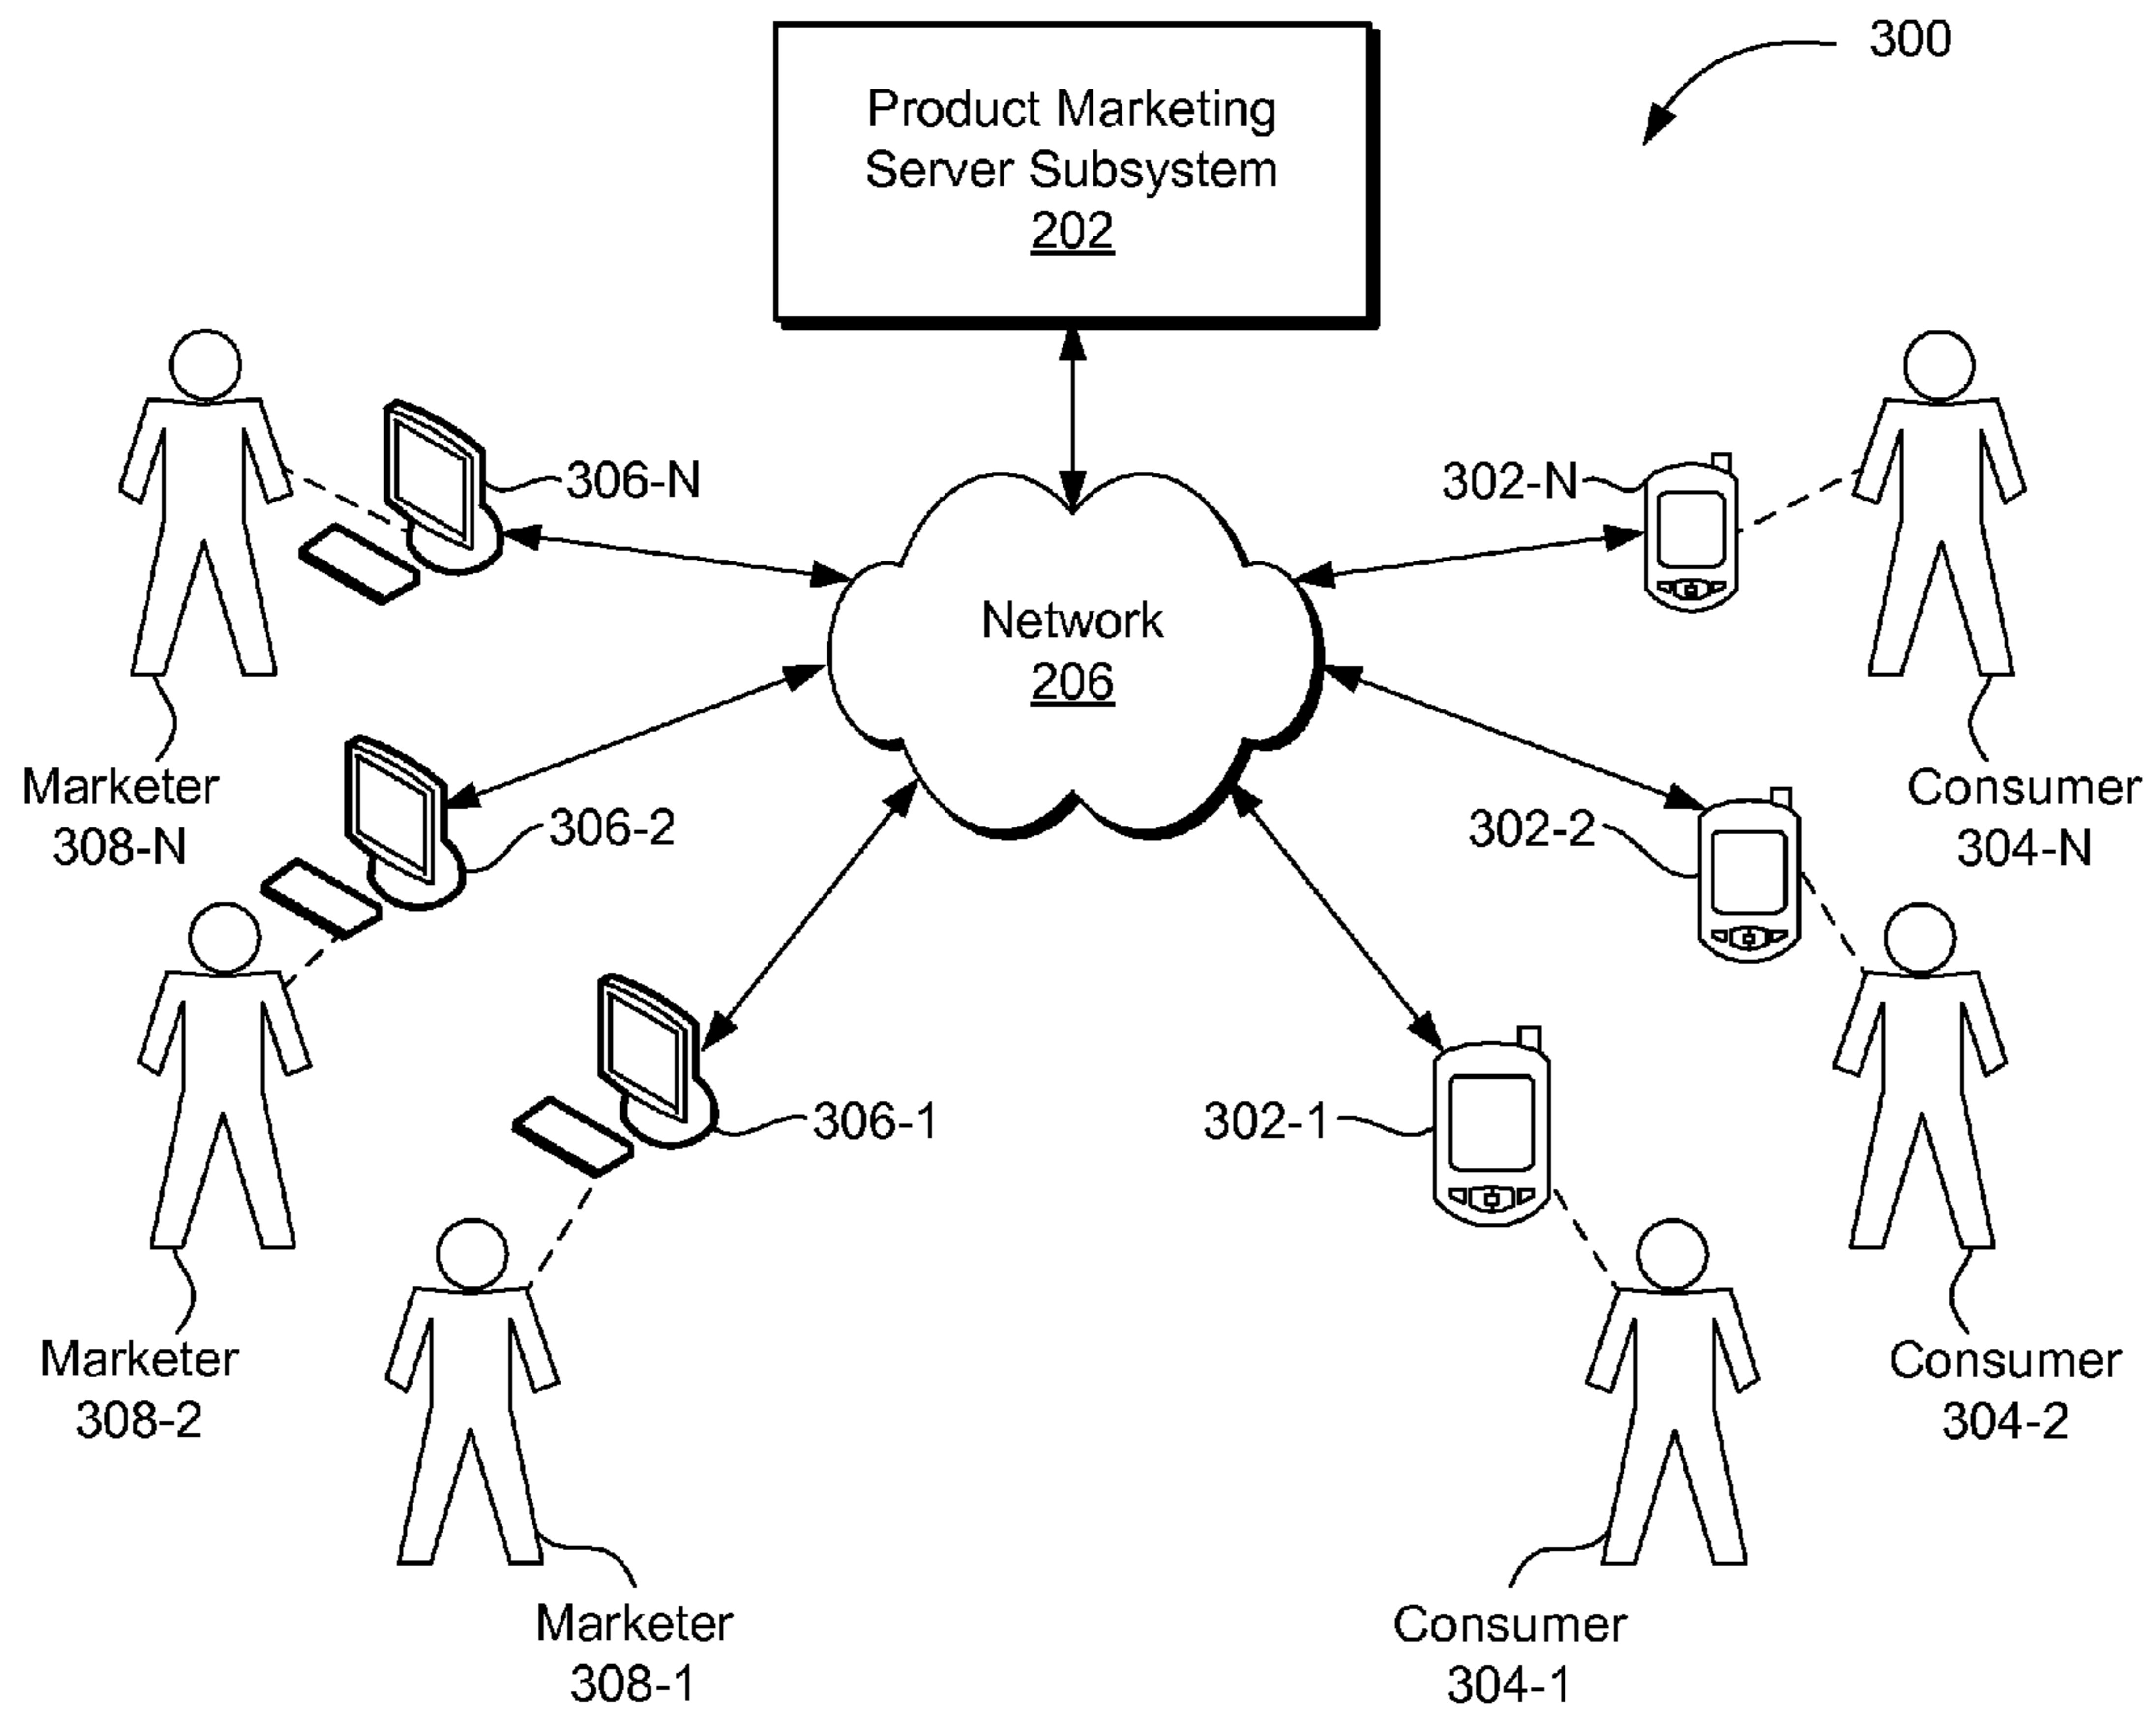 300
Product Marketing
Server Subsystem
202
306-N
302-N
Network
206
Marketer
308-N
306-2
302-2
Consumer
304-N
306-1
302-1
Marketer
308-2
Consumer
304-2
Marketer
308-1
Consumer
304-1